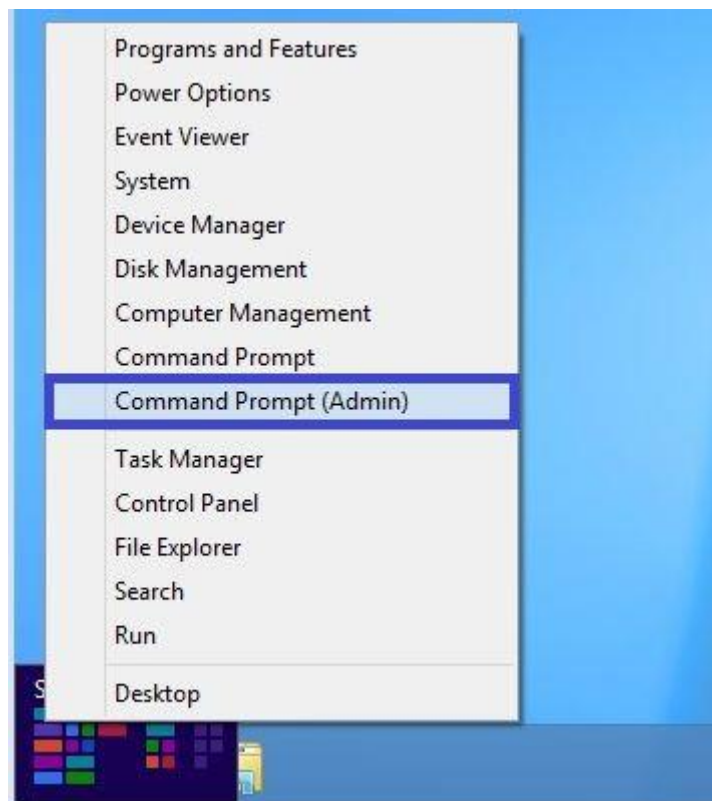 Programs and Features
Power Options
Event Viewer
System
Device Manager
Disk Management
Computer Management
Command Prompt
Command Prompt (Admin)
Task Manager
Control Panel
File Explorer
Search
Run
Desktop